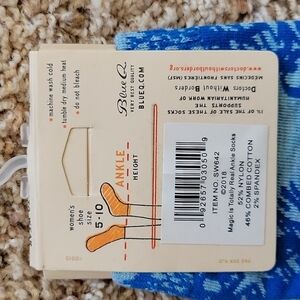 • machine wash cold
• tumble dry medium heat
• do not bleach
Blue Q
VERY BEST QUALITY
BLUEQ.COM
1% OF THE SALE OF THESE SOCKS
SUPPORTS THE
HUMANITARIAN WORK OF
DOCTORS WITHOUT BORDERS
MEDECINS SANS FRONTIERES (MSF)
www.doctorswithoutborders.org
women's
shoe
size
5-10
ANKLE
HEIGHT
ITEM NO. SW642
©2016
Magic Is Totally Real Ankle Socks
52% NYLON
46% COMBED COTTON
2% SPANDEX
0 92657 03050 9